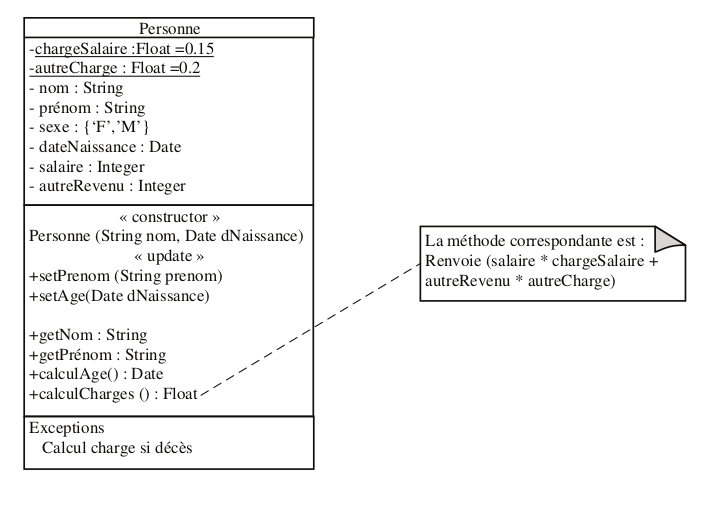 Personne
-chargeSalaire :Float =0.15
-autreCharge : Float =0.2
- nom : String
- prénom : String
- sexe : {‘F’,’M’}
- dateNaissance : Date
- salaire : Integer
- autreRevenu : Integer
« constructor »
Personne (String nom, Date dNaissance)
« update »
+setPrenom (String prenom)
+setAge(Date dNaissance)
+getNom : String
+getPrénom : String
+calculAge() : Date
+calculCharges () : Float
Exceptions
Calcul charge si décès
La méthode correspondante est :
Renvoie (salaire * chargeSalaire +
autreRevenu * autreCharge)